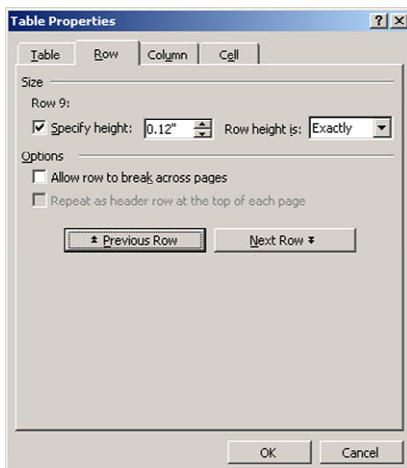 Table Properties
Table Row Column Cell
Size
Row 9:
Specify height: 0.12" Row height is: Exactly
Options
Allow row to break across pages
Repeat as header row at the top of each page
Previous Row Next Row
OK Cancel